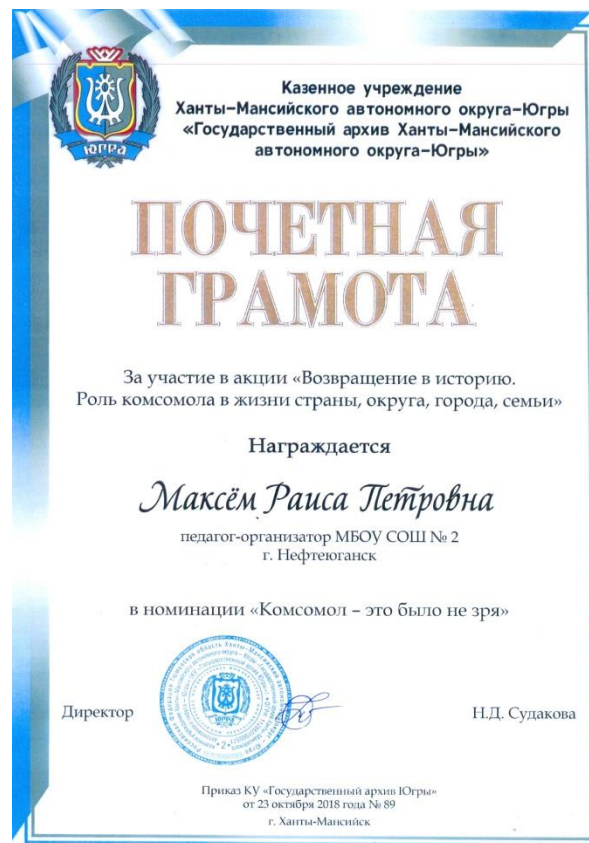 ЮГРА
Казенное учреждение
Ханты-Мансийского автономного округа-Югры
«Государственный архив Ханты-Мансийского
автономного округа-Югры»
ПОЧЕТНАЯ
ГРАМОТА
За участие в акции «Возвращение в историю.
Роль комсомола в жизни страны, округа, города, семьи»
Награждается
Максём Раиса Петровна
педагог-организатор МБОУ СОШ № 2
г. Нефтеюганск
в номинации «Комсомол – это было не зря»
Директор
Н.Д. Судакова
Приказ КУ «Государственный архив Югры»
от 23 октября 2018 года № 89
г. Ханты-Мансийск